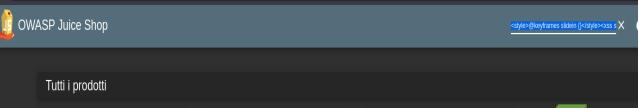 OWASP Juice Shop
<style>@keyframes slidein {}</style><xss s
X
Tutti i prodotti